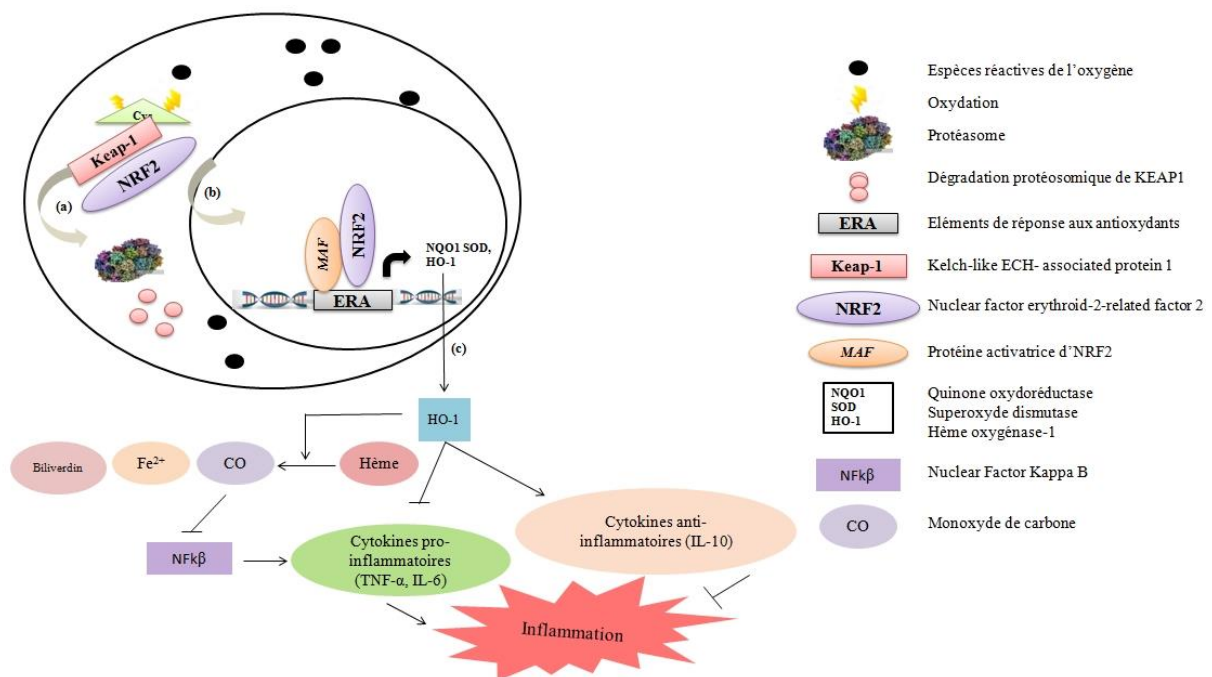 Cys
Keap-1
NRF2
(a)
(b)
MAF
NRF2
ERA
NQO1 SOD,
HO-1
(c)
HO-1
Biliverdin
Fe²⁺
CO
Hème
NFkβ
Cytokines pro-
inflammatoires
(TNF-α, IL-6)
Cytokines anti-
inflammatoires (IL-10)
Inflammation
Espèces réactives de l'oxygène
Oxydation
Protéasome
Dégradation protéosomique de KEAP1
ERA
Eléments de réponse aux antioxydants
Keap-1
Kelch-like ECH- associated protein 1
NRF2
Nuclear factor erythroid-2-related factor 2
MAF
Protéine activatrice d'NRF2
NQO1
SOD
HO-1
Quinone oxydoréductase
Superoxyde dismutase
Hème oxygénase-1
NFkβ
Nuclear Factor Kappa B
CO
Monoxyde de carbone